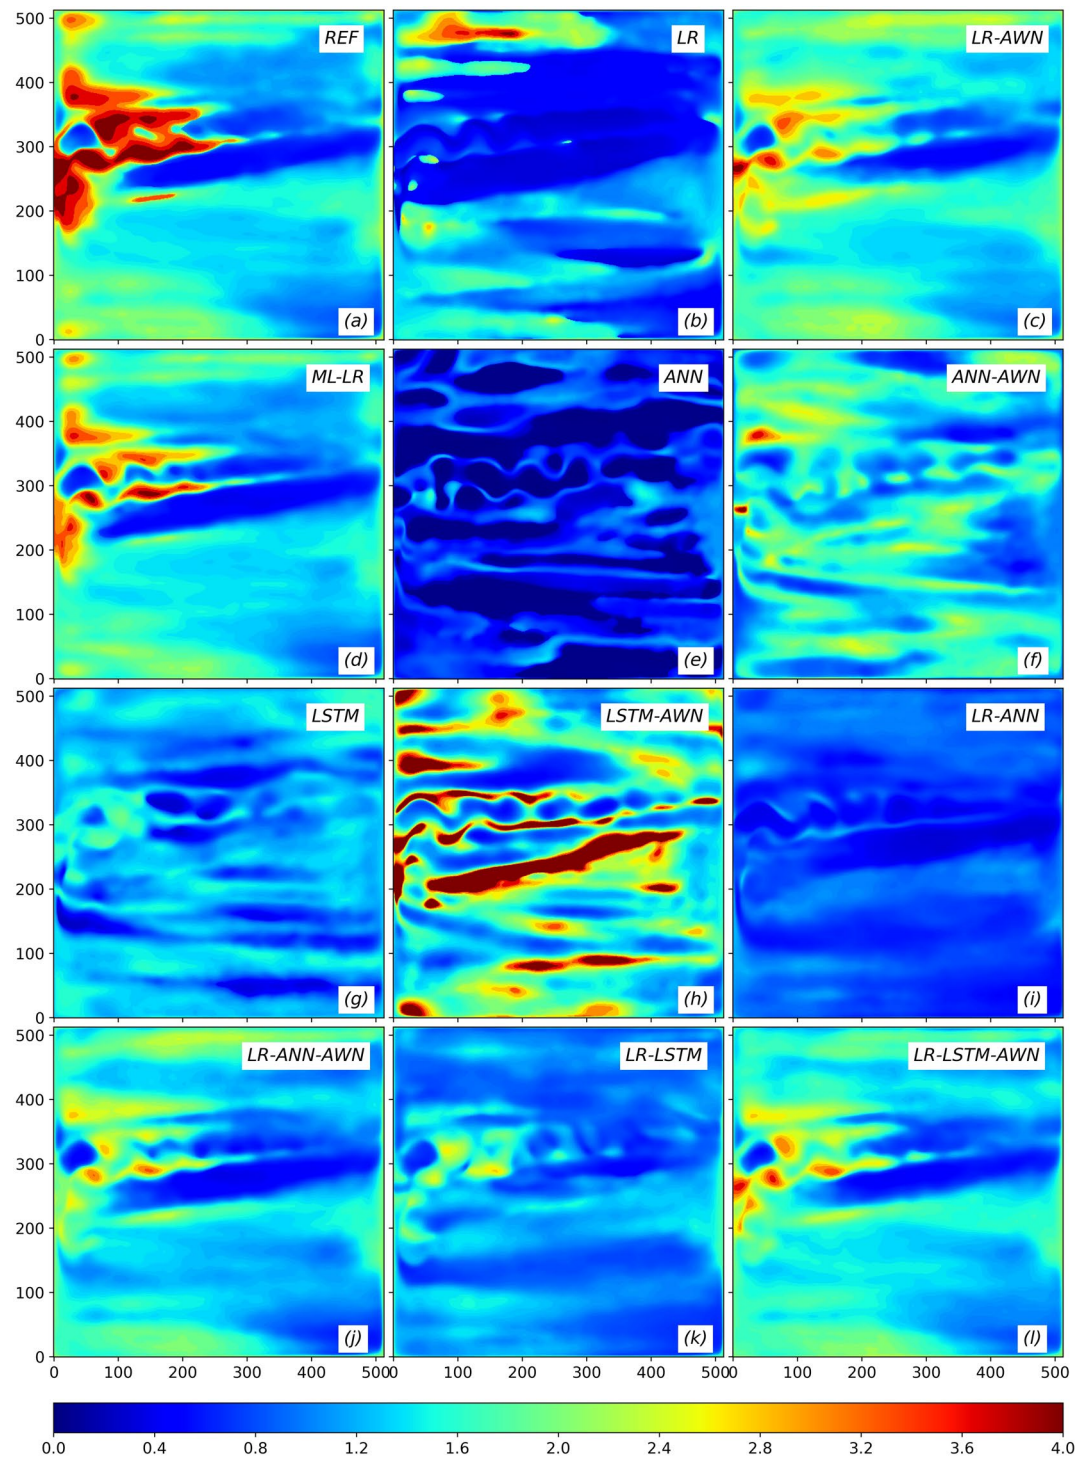 500
REF
LR
LR-AWN
400
300
200
100
(a)
(b)
(c)
0
500
ML-LR
ANN
ANN-AWN
400
300
200
100
(d)
(e)
(f)
0
500
LSTM
LSTM-AWN
LR-ANN
400
300
200
100
(g)
(h)
(i)
0
500
LR-ANN-AWN
LR-LSTM
LR-LSTM-AWN
400
300
200
100
(j)
(k)
(l)
0
0 100 200 300 400 500 0 100 200 300 400 500 100 200 300 400 500
0.0 0.4 0.8 1.2 1.6 2.0 2.4 2.8 3.2 3.6 4.0